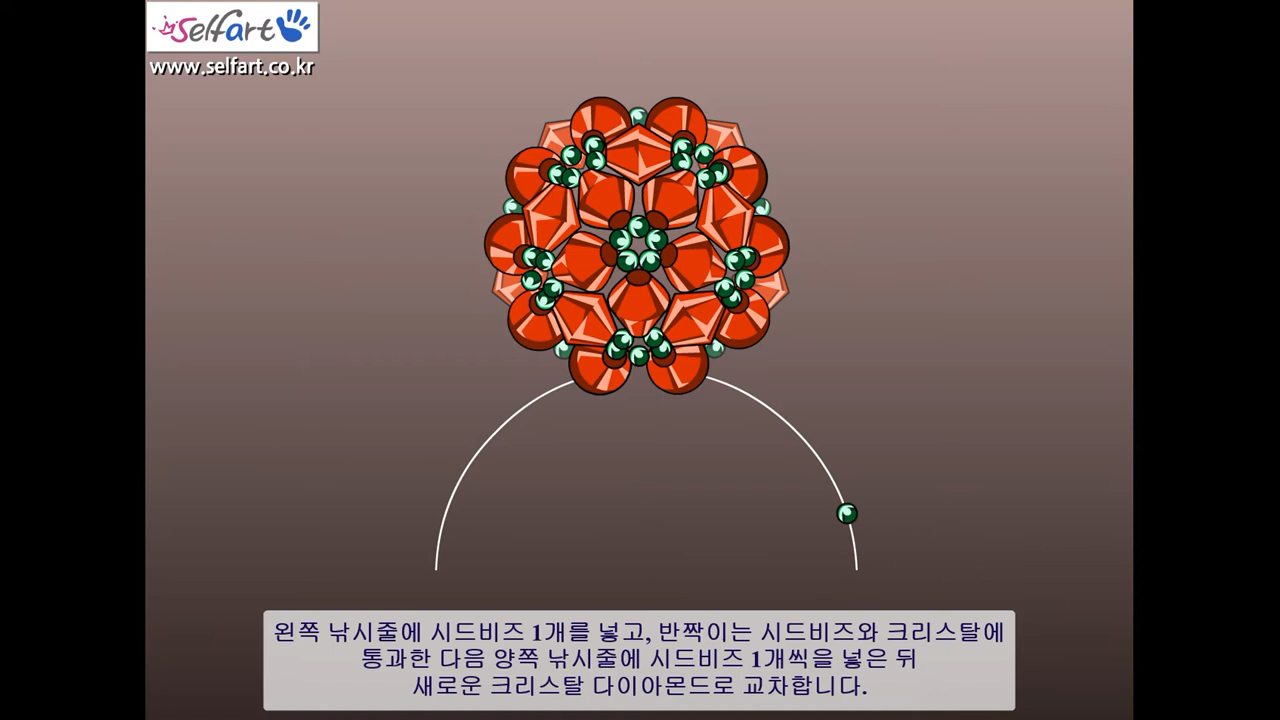 Selfart
www.selfart.co.kr
왼쪽 낚시줄에 시드비즈 1개를 넣고, 반짝이는 시드비즈와 크리스탈에
통과한 다음 양쪽 낚시줄에 시드비즈 1개씩을 넣은 뒤
새로운 크리스탈 다이아몬드로 교차합니다.